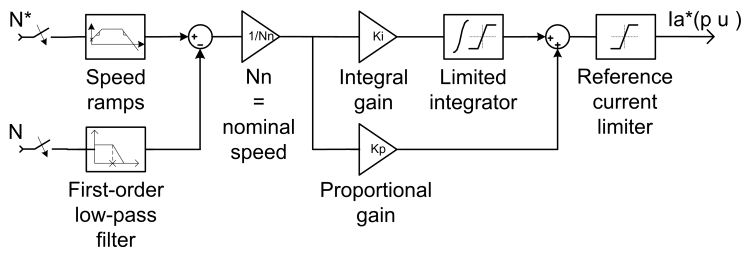 N*
Speed
ramps
+
−
1/Nn
Nn
=
nominal
speed
Ki
Integral
gain
Limited
integrator
+
+
Reference
current
limiter
Ia*(p u )
N
First-order
low-pass
filter
Kp
Proportional
gain